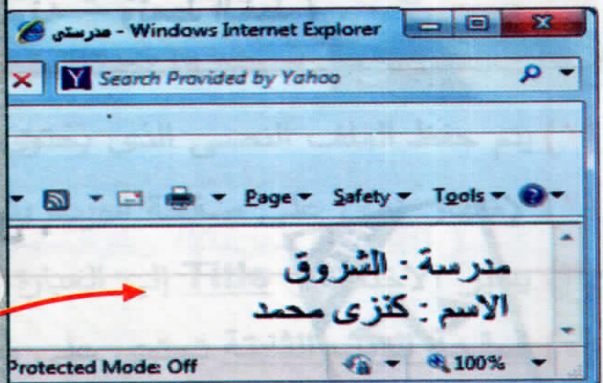 مدرستي - Windows Internet Explorer
Search Provided by Yahoo
Page Safety Tools
مدرسة : الشروق
الاسم : كنزى محمد
Protected Mode: Off 100%